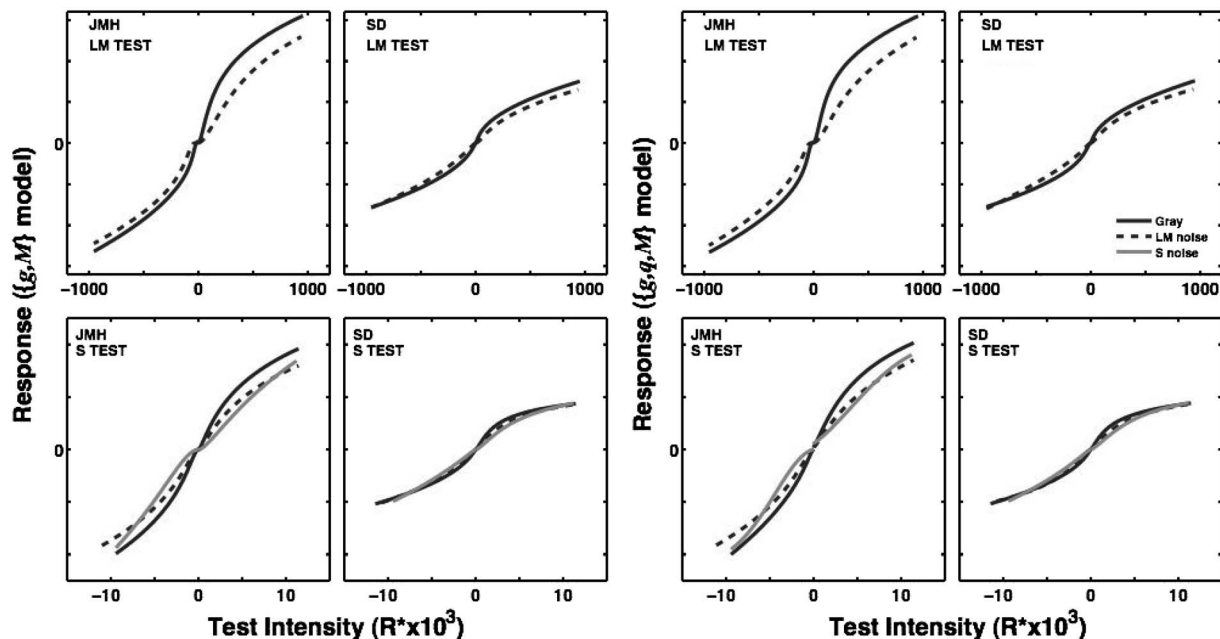 JMH
LM TEST
SD
LM TEST
0
−1000
0
1000
−1000
0
1000
JMH
S TEST
SD
S TEST
0
−10
0
10
−10
0
10
Response ({g,M} model)
Test Intensity (R*x10³)
JMH
LM TEST
SD
LM TEST
0
Gray
LM noise
S noise
−1000
0
1000
−1000
0
1000
JMH
S TEST
SD
S TEST
0
−10
0
10
−10
0
10
Response ({g,q,M} model)
Test Intensity (R*x10³)